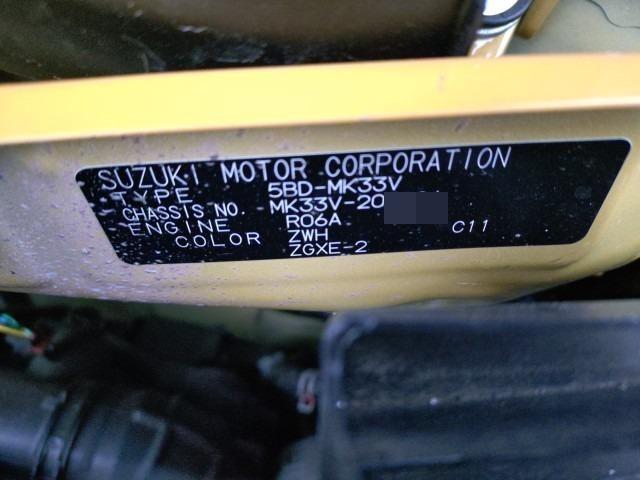 SUZUKI MOTOR CORPORATION
TYPE 5BD-MK33V
CHASSIS NO. MK33V-20
ENGINE R06A
COLOR ZWH C11
ZGXE-2